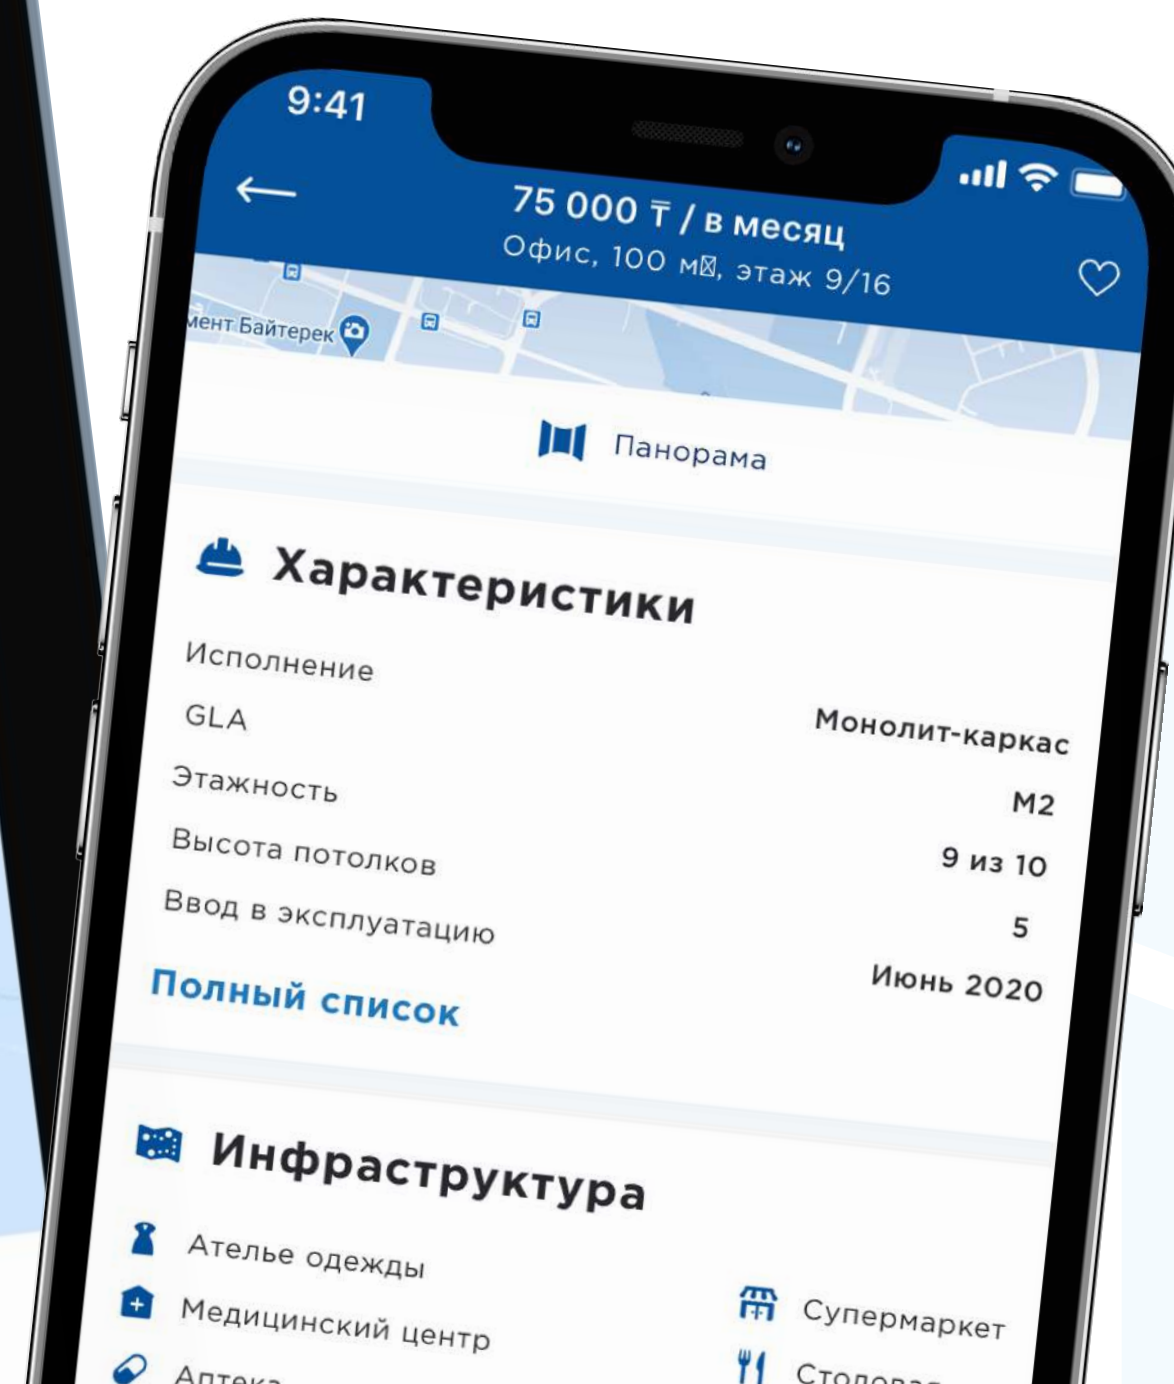 9:41
75 000 ₸ / в месяц
Офис, 100 м, этаж 9/16
мент Байтерек
Панорама
Характеристики
Исполнение
Монолит-каркас
GLA
М2
Этажность
9 из 10
Высота потолков
5
Ввод в эксплуатацию
Июнь 2020
Полный список
Инфраструктура
Ателье одежды
Супермаркет
Медицинский центр
Столовая
Аптека